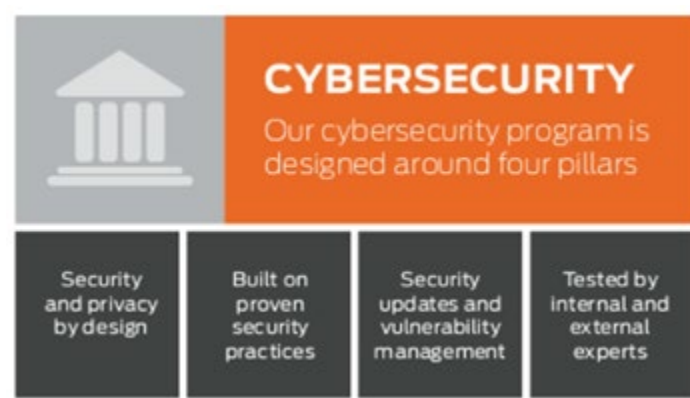 CYBERSECURITY
Our cybersecurity program is
designed around four pillars
Security
and privacy
by design
Built on
proven
security
practices
Security
updates and
vulnerability
management
Tested by
internal and
external
experts